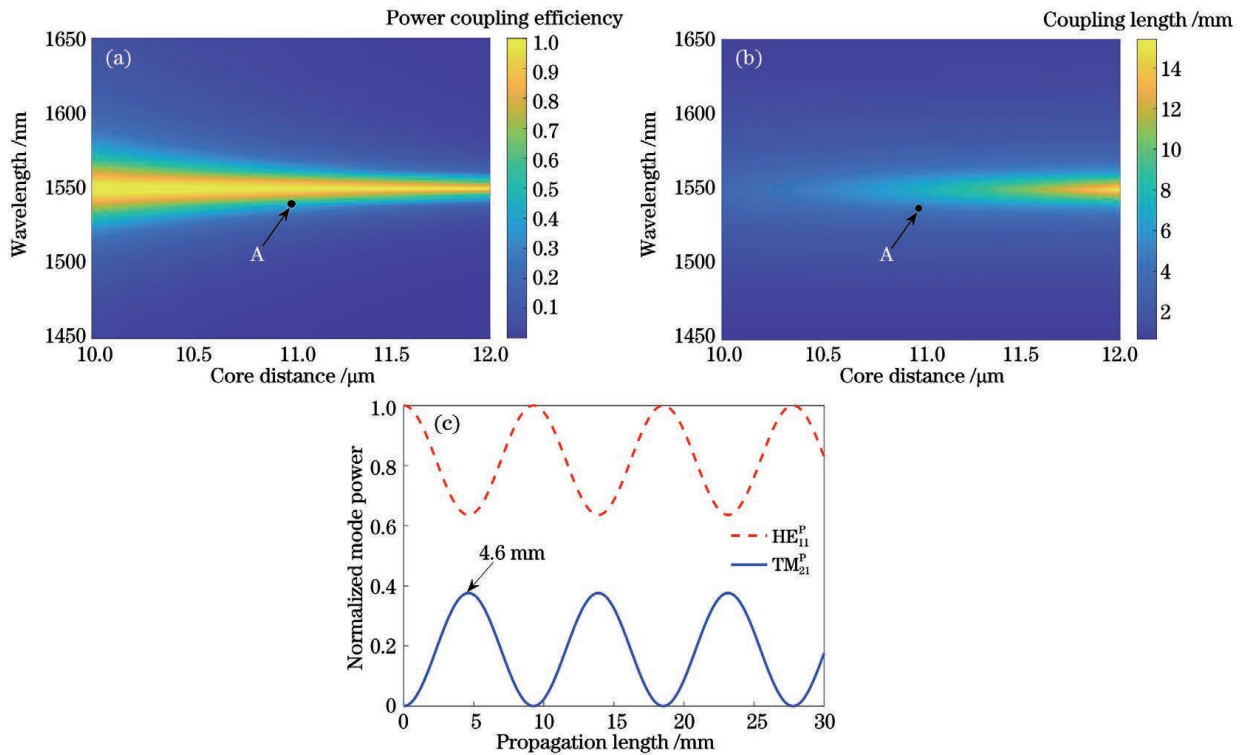 Power coupling efficiency
(a)
1650
1600
1550
1500
1450
Wavelength /nm
A
10.0 10.5 11.0 11.5 12.0
Core distance /μm
1.0
0.9
0.8
0.7
0.6
0.5
0.4
0.3
0.2
0.1
Coupling length /mm
(b)
1650
1600
1550
1500
1450
Wavelength /nm
A
10.0 10.5 11.0 11.5 12.0
Core distance /μm
14
12
10
8
6
4
2
(c)
1.0
0.8
0.6
0.4
0.2
0
Normalized mode power
4.6 mm
HE₁₁ᴾ
TM₂₁ᴾ
0 5 10 15 20 25 30
Propagation length /mm